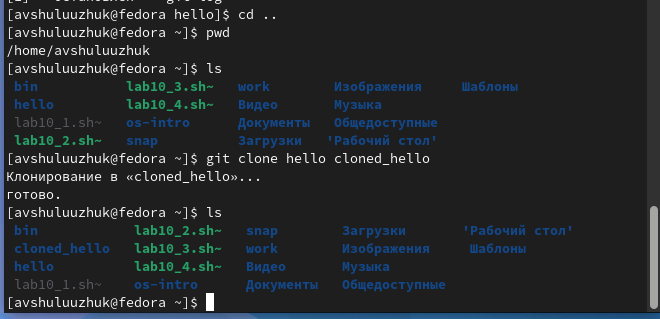 [avshuluuzhuk@fedora hello]$ cd ..
[avshuluuzhuk@fedora ~]$ pwd
/home/avshuluuzhuk
[avshuluuzhuk@fedora ~]$ ls
bin lab10_3.sh~ work Изображения Шаблоны
hello lab10_4.sh~ Видео Музыка
lab10_1.sh~ os-intro Документы Общедоступные
lab10_2.sh~ snap Загрузки 'Рабочий стол'
[avshuluuzhuk@fedora ~]$ git clone hello cloned_hello
Клонирование в «cloned_hello»...
готово.
[avshuluuzhuk@fedora ~]$ ls
bin lab10_2.sh~ snap Загрузки 'Рабочий стол'
cloned_hello lab10_3.sh~ work Изображения Шаблоны
hello lab10_4.sh~ Видео Музыка
lab10_1.sh~ os-intro Документы Общедоступные
[avshuluuzhuk@fedora ~]$